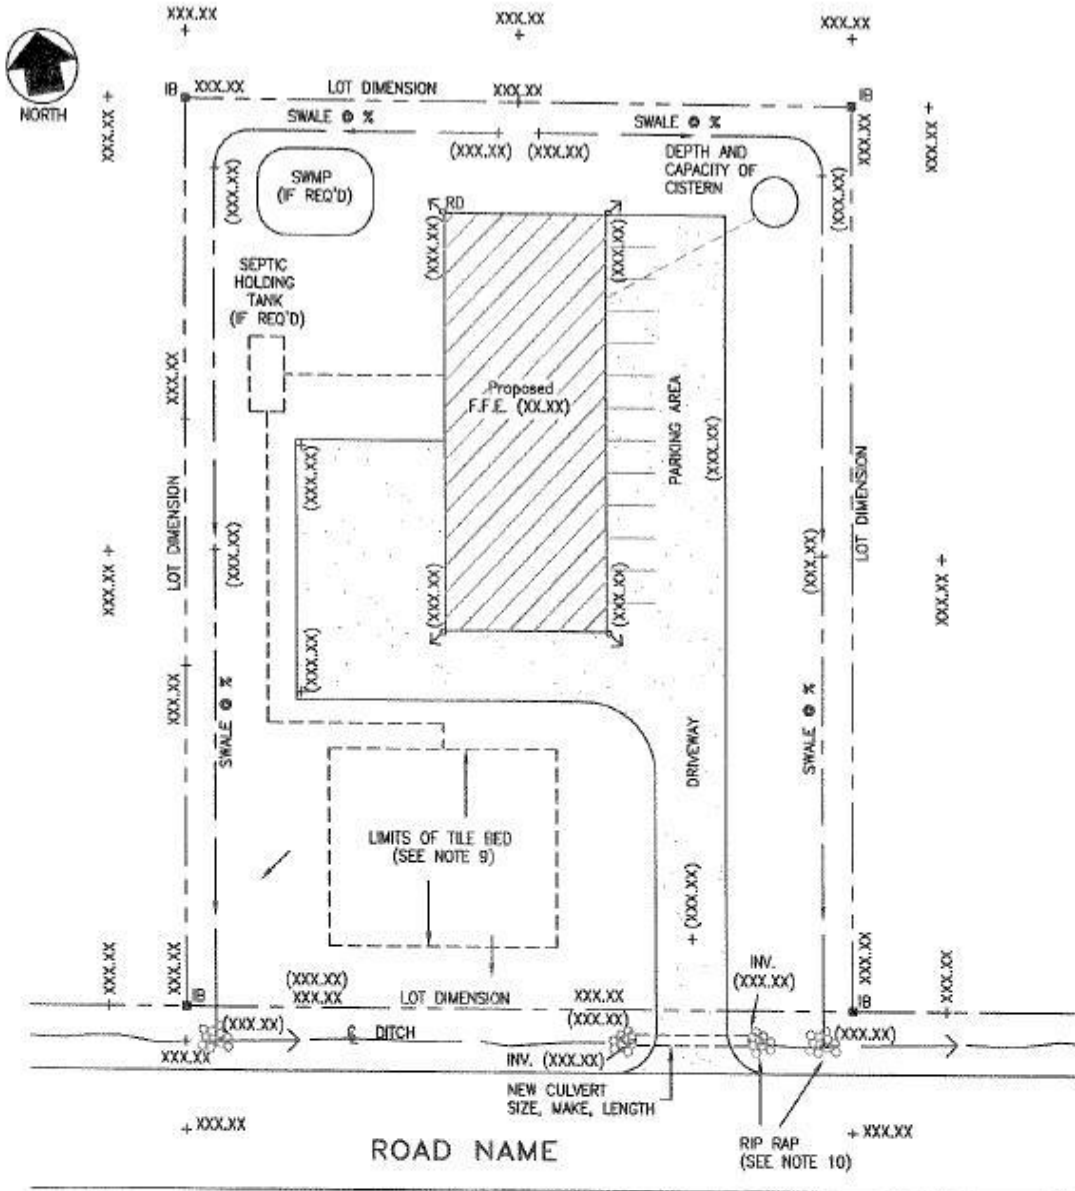 XXX.XX
XXX.XX
XXX.XX
NORTH
IB XXX.XX
LOT DIMENSION
XXX.XX
IB
XXX.XX +
XXX.XX
XXX.XX +
SWALE @ %
SWALE @ %
(XXX.XX)
(XXX.XX)
DEPTH AND
CAPACITY OF
CISTERN
(XXX.XX)
SWMP
(IF REQ'D)
(XXX.XX)
RD
(XXX.XX)
(XXX.XX)
SEPTIC
HOLDING
TANK
(IF REQ'D)
XXX.XX
Proposed
F.F.E. (XX.XX)
PARKING AREA
(XXX.XX)
(XXX.XX)
LOT DIMENSION
LOT DIMENSION
XXX.XX +
(XXX.XX)
(XXX.XX)
(XXX.XX)
(XXX.XX)
XXX.XX +
(XXX.XX)
XXX.XX
SWALE @ %
DRIVEWAY
SWALE @ %
LIMITS OF TILE BED
(SEE NOTE 9)
+ (XXX.XX)
XXX.XX
XXX.XX
IB
(XXX.XX)
XXX.XX
LOT DIMENSION
XXX.XX
(XXX.XX)
INV.
(XXX.XX)
XXX.XX
IB
XXX.XX
(XXX.XX)
℄ DITCH
(XXX.XX)
XXX.XX
INV. (XXX.XX)
NEW CULVERT
SIZE, MAKE, LENGTH
+ XXX.XX
ROAD NAME
RIP RAP
(SEE NOTE 10)
+ XXX.XX